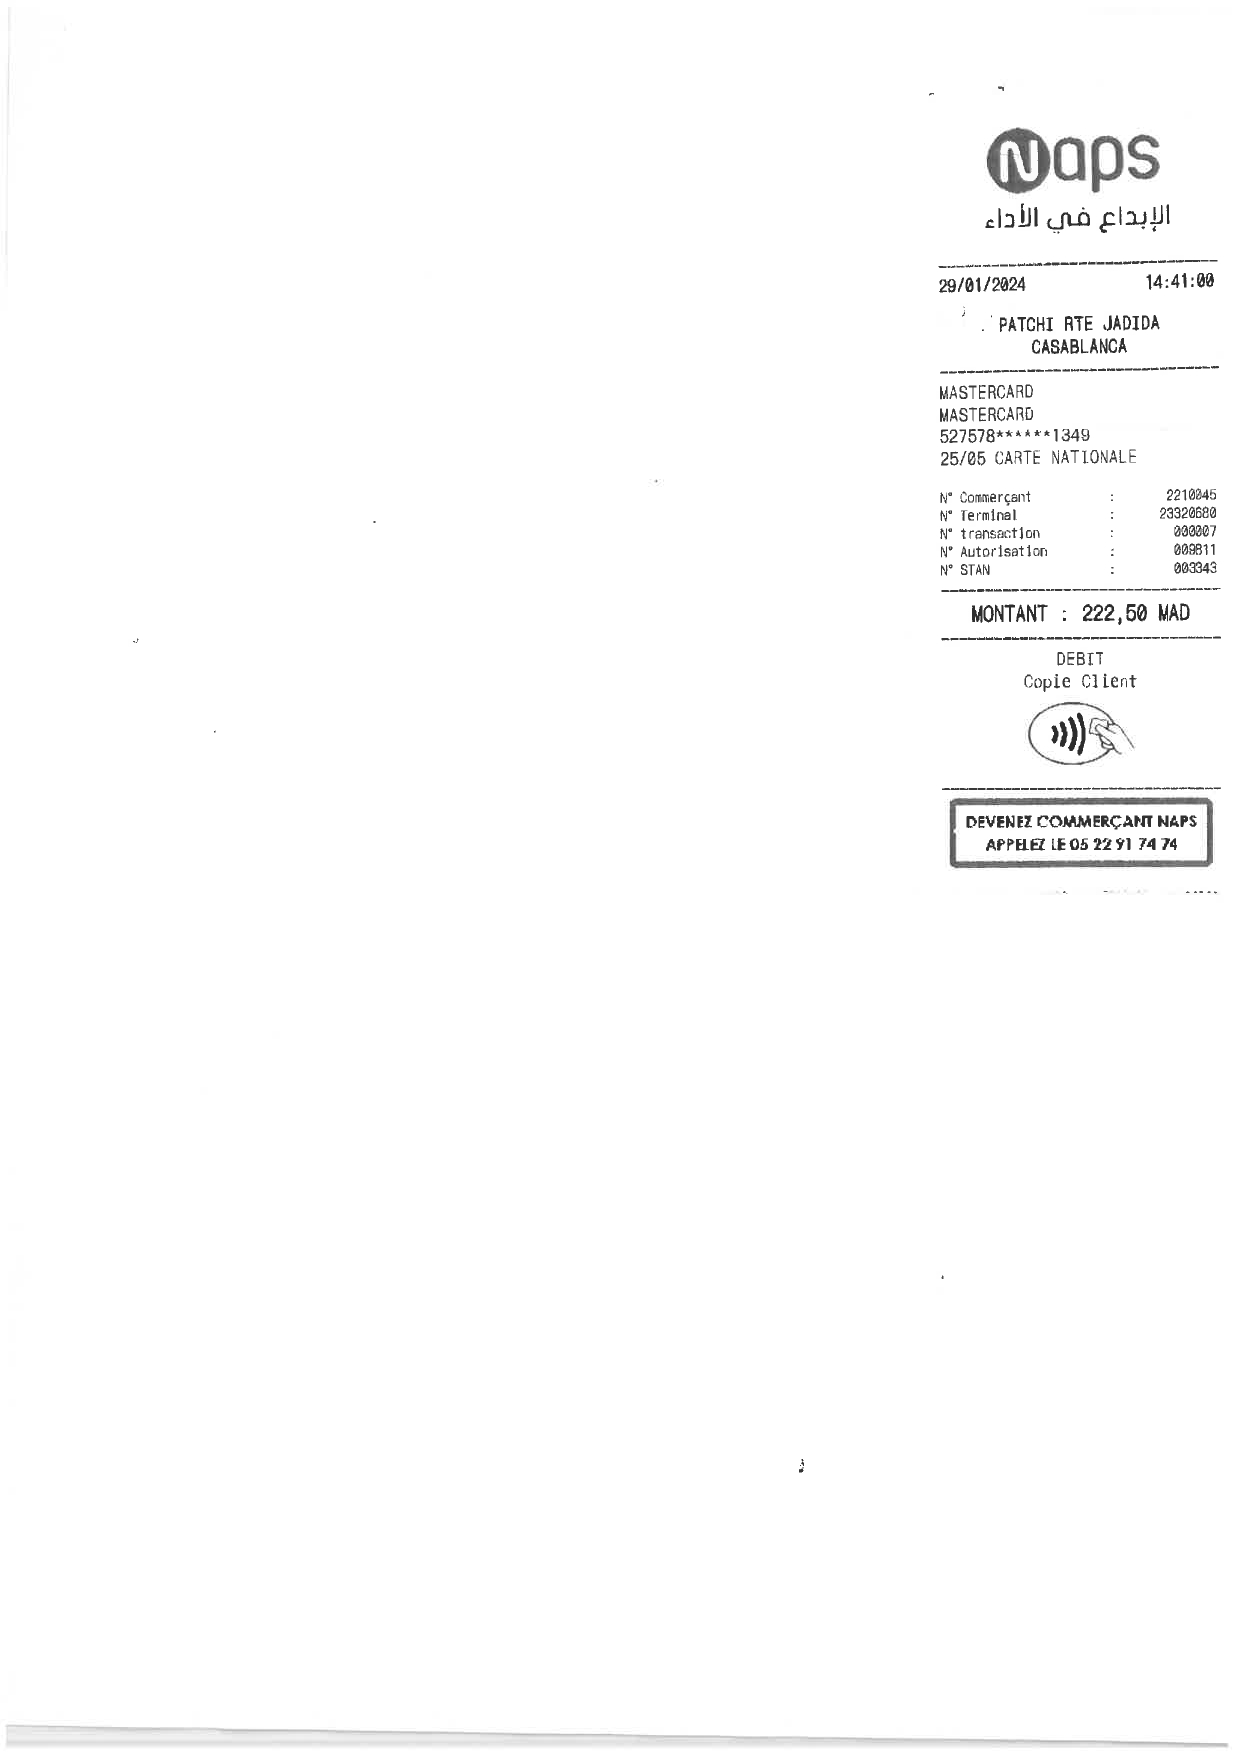 Naps
الإبداع في الأداء
29/01/2024 14:41:00
PATCHI RTE JADIDA
CASABLANCA
MASTERCARD
MASTERCARD
527578******1349
25/05 CARTE NATIONALE
N° Commerçant : 2210045
N° Terminal : 23320680
N° transaction : 000007
N° Autorisation : 009811
N° STAN : 003343
MONTANT : 222,50 MAD
DEBIT
Copie Client
DEVENEZ COMMERÇANT NAPS
APPELEZ LE 05 22 91 74 74